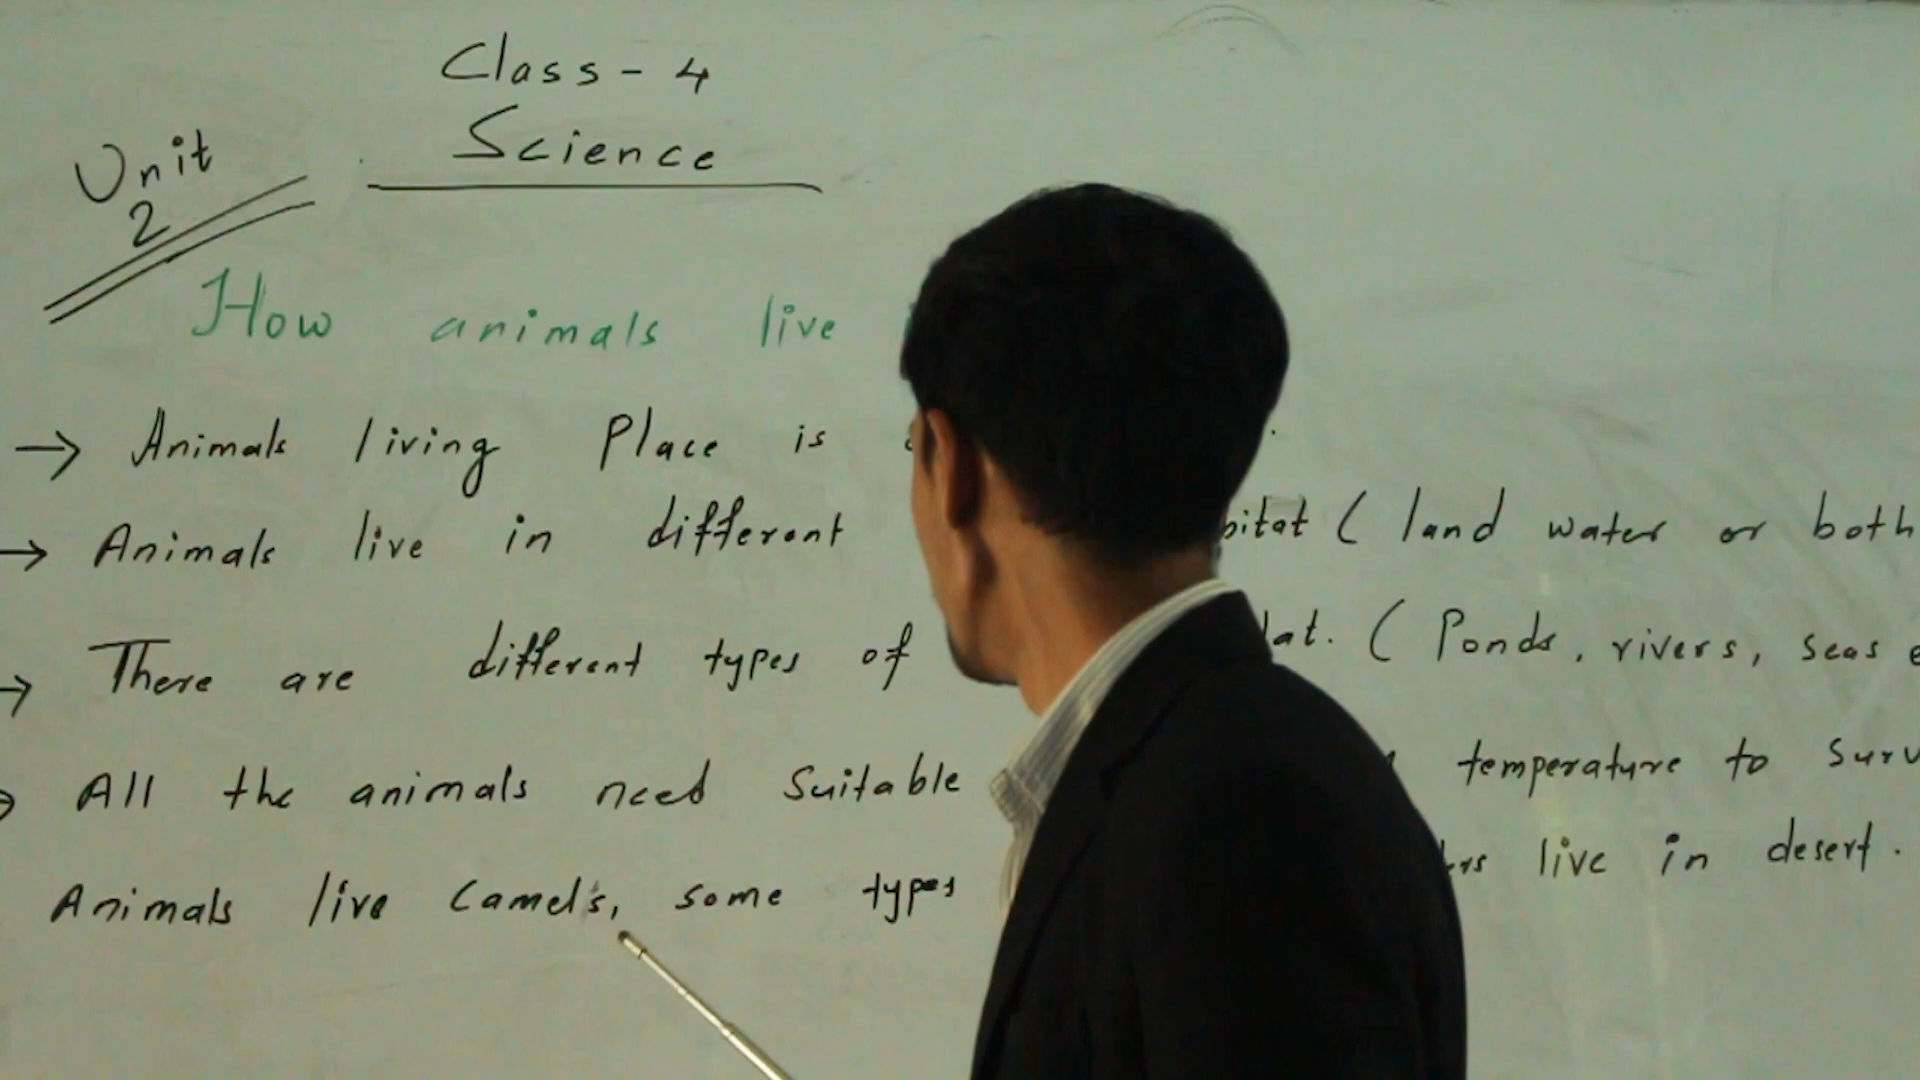 Class - 4
Science
Unit
2
How animals live
→ Animals living Place is
→ Animals live in different bitat ( land water or both
→ There are different types of tat. ( Ponds, rivers, seas
→ All the animals need Suitable temperature to Surv
Animals live Camels, some types live in desert.